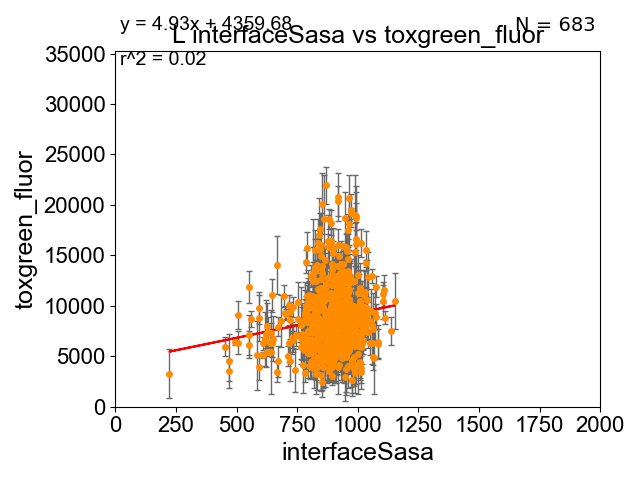 y = 4.93x + 4359.68
N = 683
L interfaceSasa vs toxgreen_fluor
r^2 = 0.02
35000
30000
25000
20000
15000
10000
5000
0
toxgreen_fluor
0 250 500 750 1000 1250 1500 1750 2000
interfaceSasa